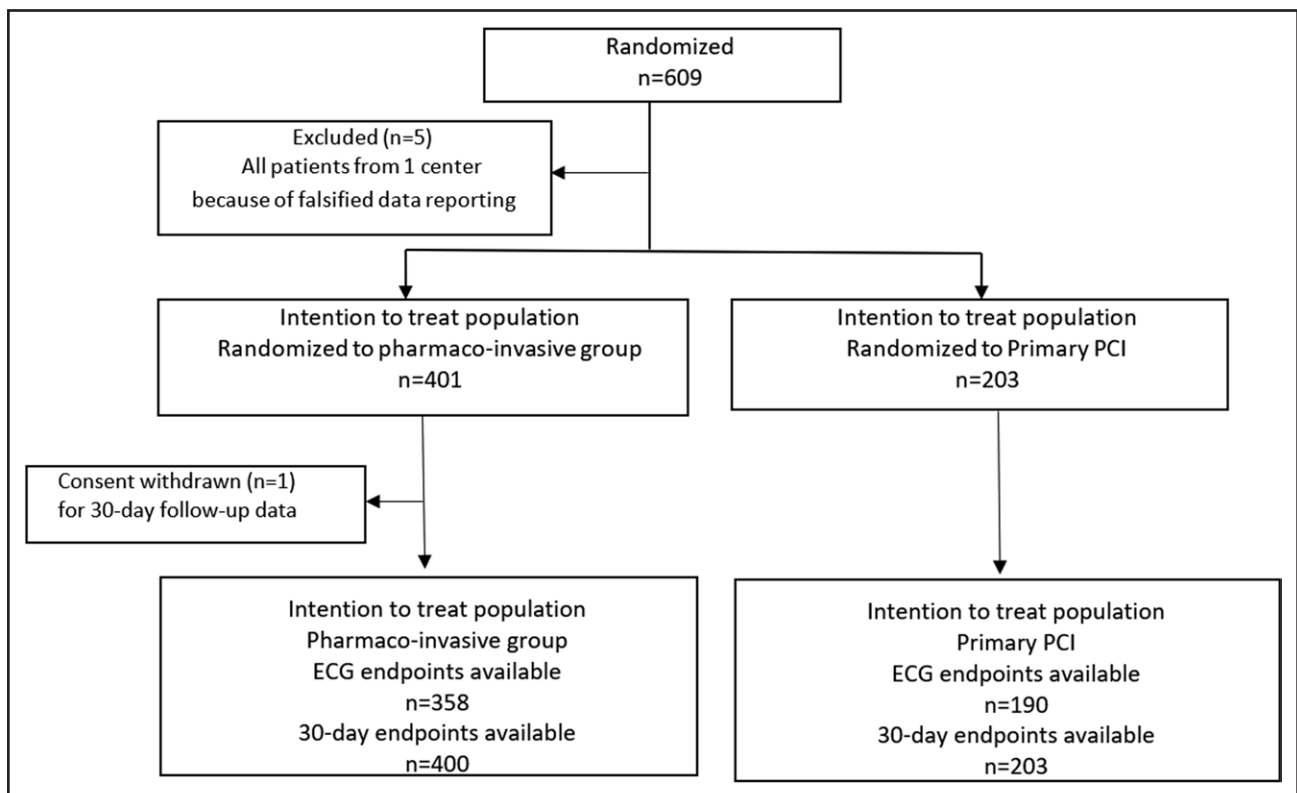 Randomized
n=609
Excluded (n=5)
All patients from 1 center
because of falsified data reporting
Intention to treat population
Randomized to pharmaco-invasive group
n=401
Intention to treat population
Randomized to Primary PCI
n=203
Consent withdrawn (n=1)
for 30-day follow-up data
Intention to treat population
Pharmaco-invasive group
ECG endpoints available
n=358
30-day endpoints available
n=400
Intention to treat population
Primary PCI
ECG endpoints available
n=190
30-day endpoints available
n=203